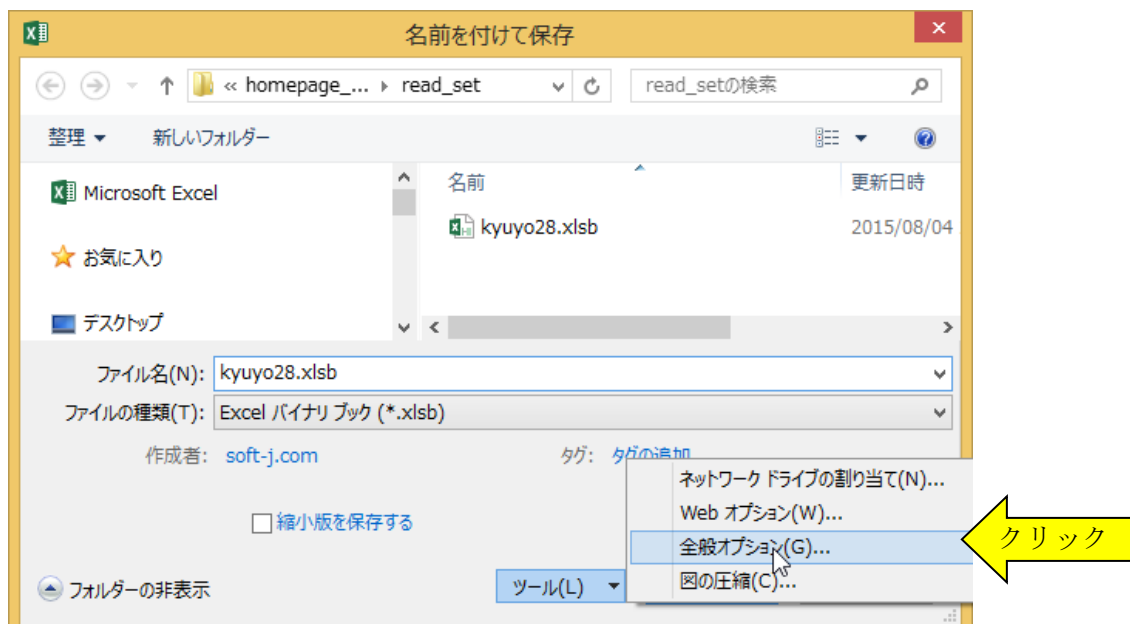 名前を付けて保存
« homepage_... ▸ read_set
read_setの検索
整理
新しいフォルダー
Microsoft Excel
お気に入り
デスクトップ
名前
更新日時
kyuyo28.xlsb
2015/08/04
ファイル名(N): kyuyo28.xlsb
ファイルの種類(T): Excel バイナリ ブック (*.xlsb)
作成者: soft-j.com
タグ: タグの追加
縮小版を保存する
ネットワーク ドライブの割り当て(N)...
Web オプション(W)...
全般オプション(G)...
図の圧縮(C)...
クリック
フォルダーの非表示
ツール(L)